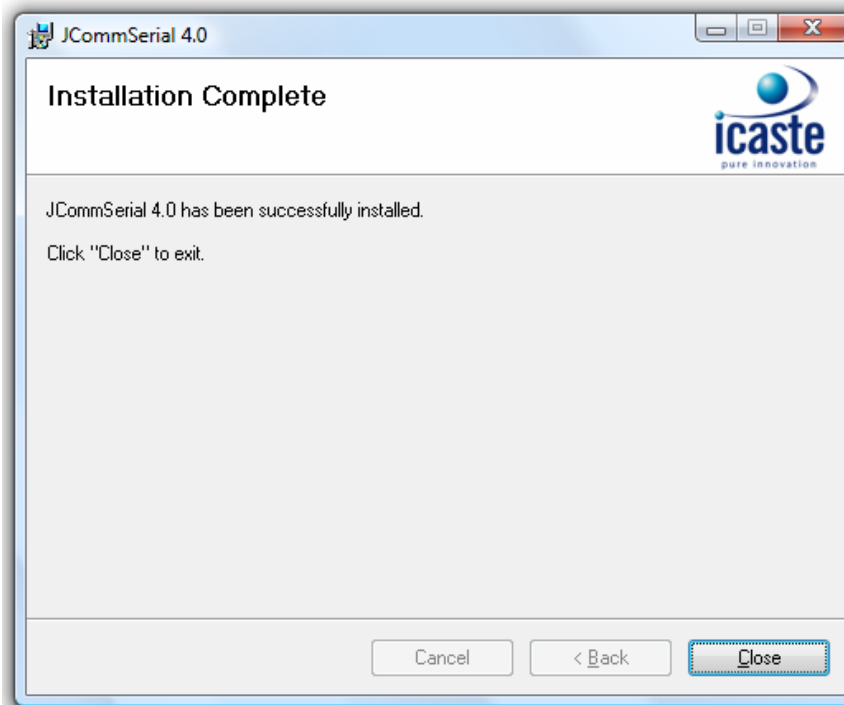 JCommSerial 4.0
Installation Complete
icaste
pure innovation
JCommSerial 4.0 has been successfully installed.
Click "Close" to exit.
Cancel
< Back
Close